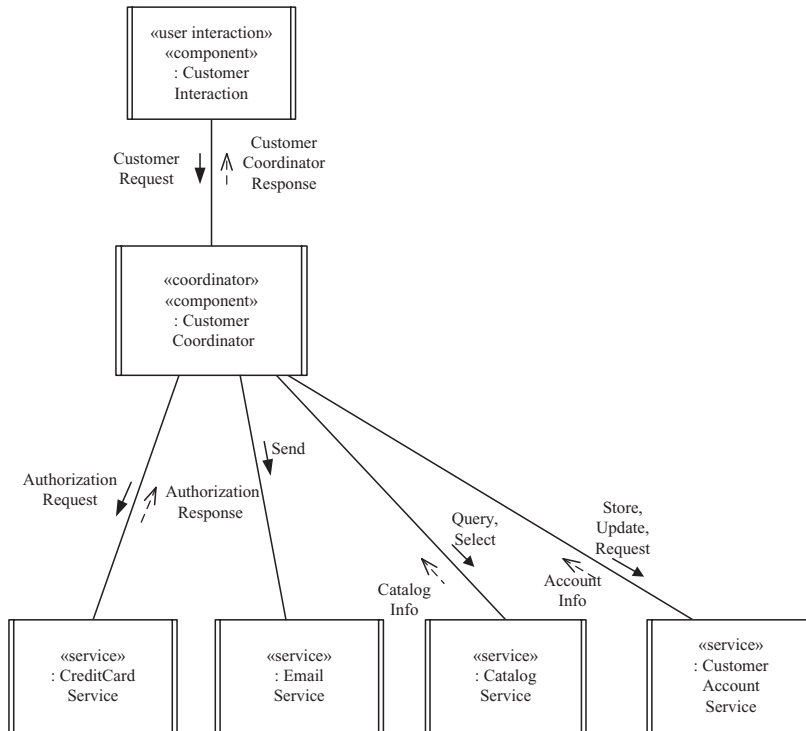 «user interaction»
«component»
: Customer
Interaction
Customer
Request
Customer
Coordinator
Response
«coordinator»
«component»
: Customer
Coordinator
Authorization
Request
Authorization
Response
Send
Query,
Select
Catalog
Info
Store,
Update,
Request
Account
Info
«service»
: CreditCard
Service
«service»
: Email
Service
«service»
: Catalog
Service
«service»
: Customer
Account
Service